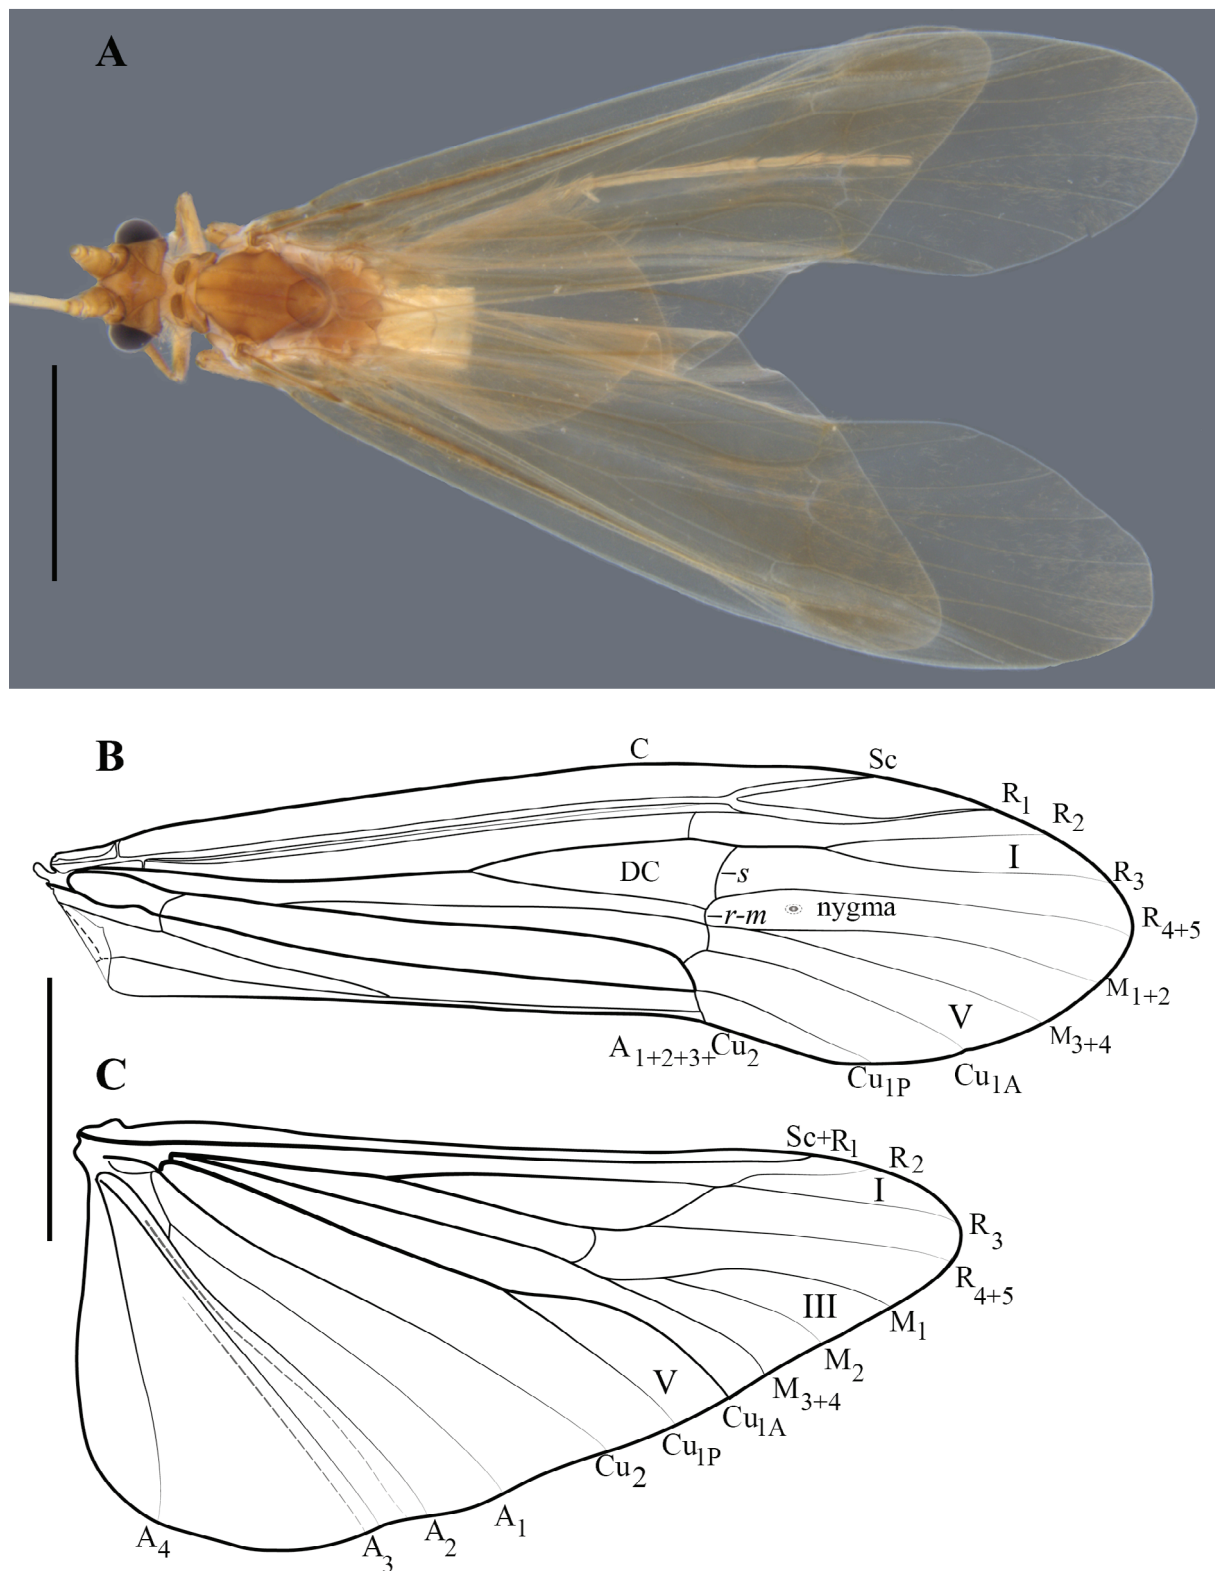 A
B
C
Sc
R1
R2
I
R3
DC
–s
–r-m
nygma
R4+5
M1+2
V
M3+4
A1+2+3+
Cu2
Cu1P
Cu1A
C
Sc+R1
R2
I
R3
R4+5
III
M1
M2
V
M3+4
Cu1A
Cu1P
Cu2
A1
A2
A3
A4